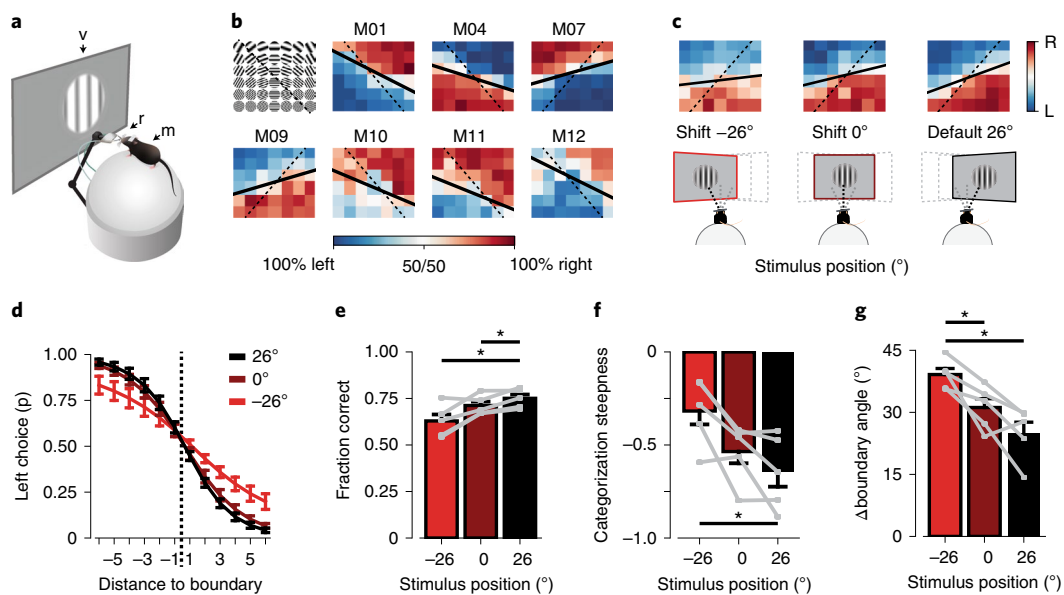 a
v
r
m
b
M01 M04 M07
M09 M10 M11 M12
100% left 50/50 100% right
c
R
L
Shift −26° Shift 0° Default 26°
Stimulus position (°)
d
Left choice (p)
1.00
0.75
0.50
0.25
0
−5 −3 −1 1 3 5
Distance to boundary
26°
0°
−26°
e
Fraction correct
1.00
0.75
0.50
0.25
0
* *
−26 0 26
Stimulus position (°)
f
Categorization steepness
0
−0.5
−1.0
*
−26 0 26
Stimulus position (°)
g
Δboundary angle (°)
45
30
15
0
* *
−26 0 26
Stimulus position (°)